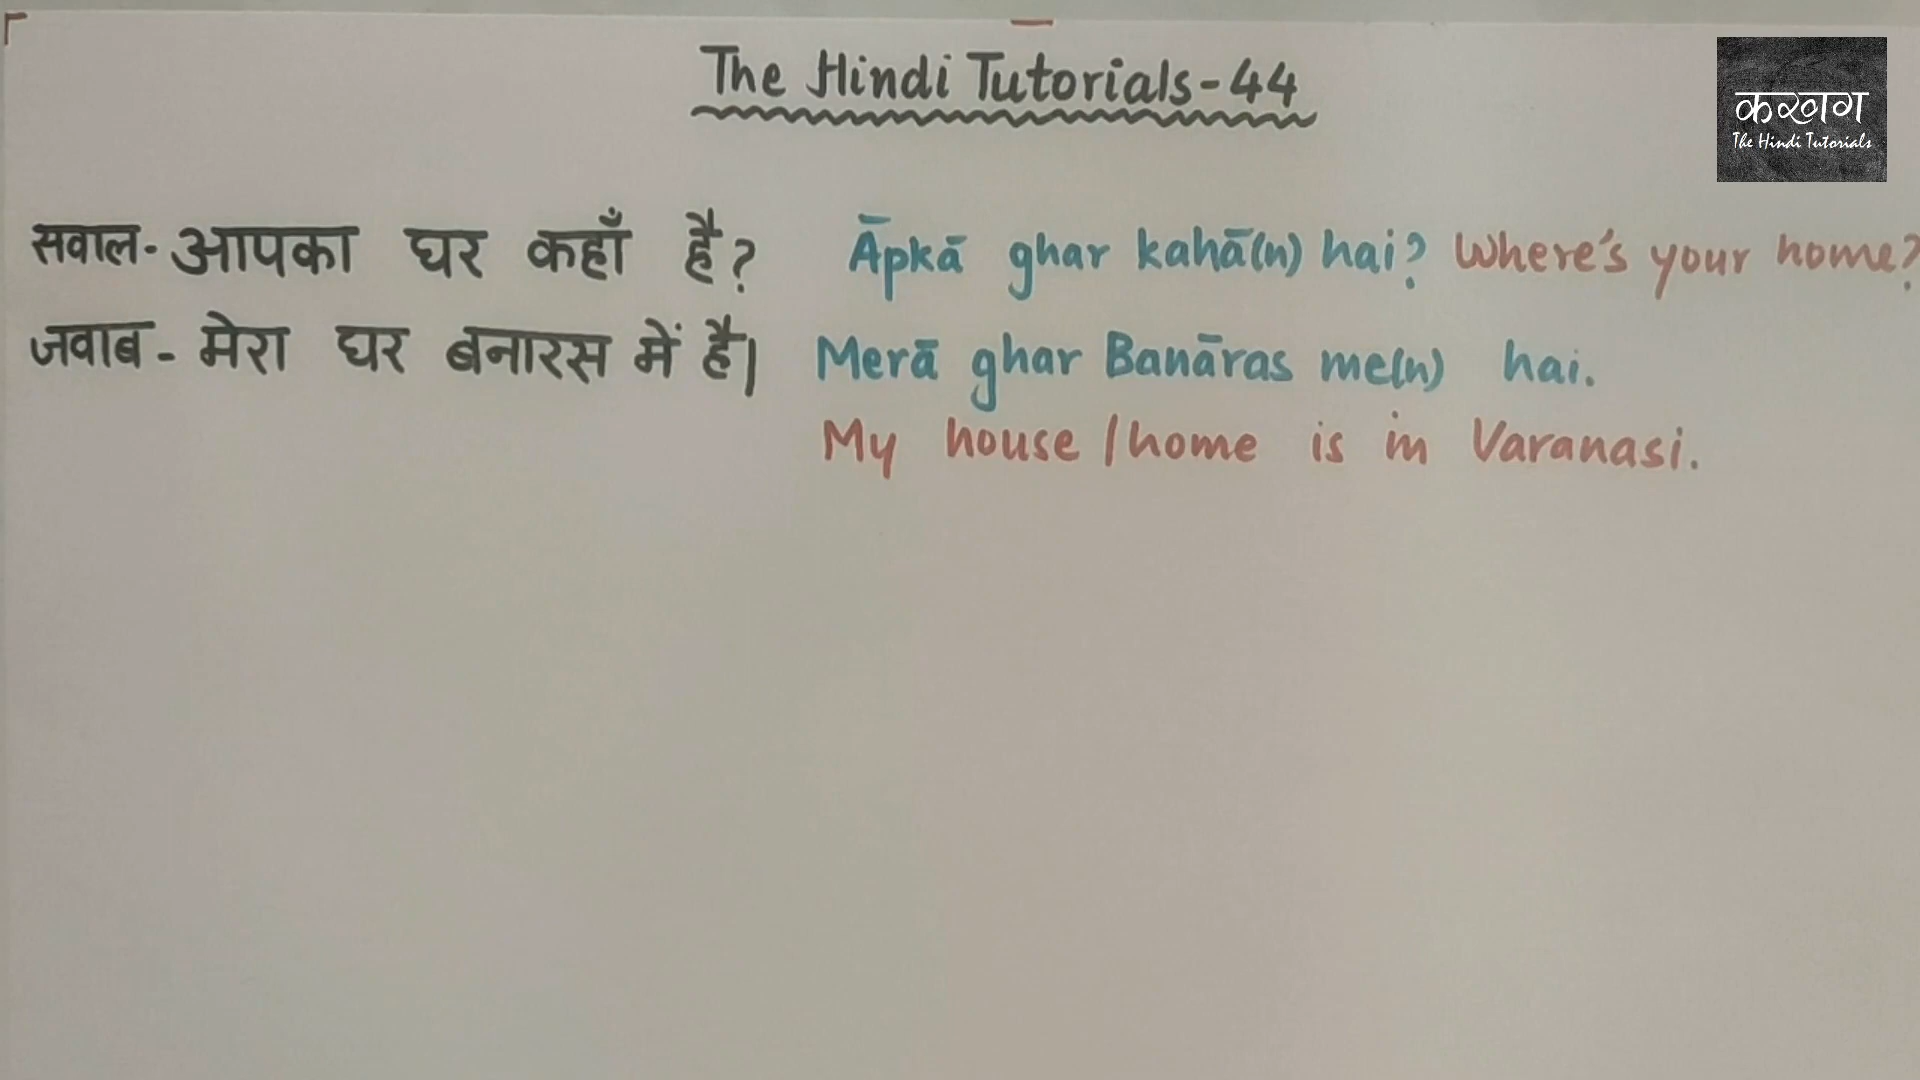 The Hindi Tutorials-44
कखग
The Hindi Tutorials
सवाल- आपका घर कहाँ है? Āpkā ghar kahā(n) hai? Where's your home?
जवाब- मेरा घर बनारस में है। Merā ghar Banāras me(n) hai.
My house/home is in Varanasi.